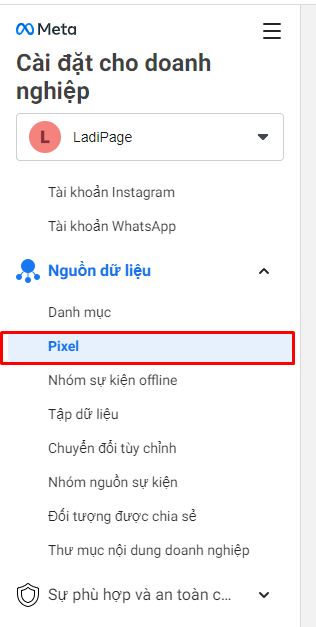 Meta
Cài đặt cho doanh
nghiệp
L LadiPage
Tài khoản Instagram
Tài khoản WhatsApp
Nguồn dữ liệu
Danh mục
Pixel
Nhóm sự kiện offline
Tập dữ liệu
Chuyển đổi tùy chỉnh
Nhóm nguồn sự kiện
Đối tượng được chia sẻ
Thư mục nội dung doanh nghiệp
Sự phù hợp và an toàn c...